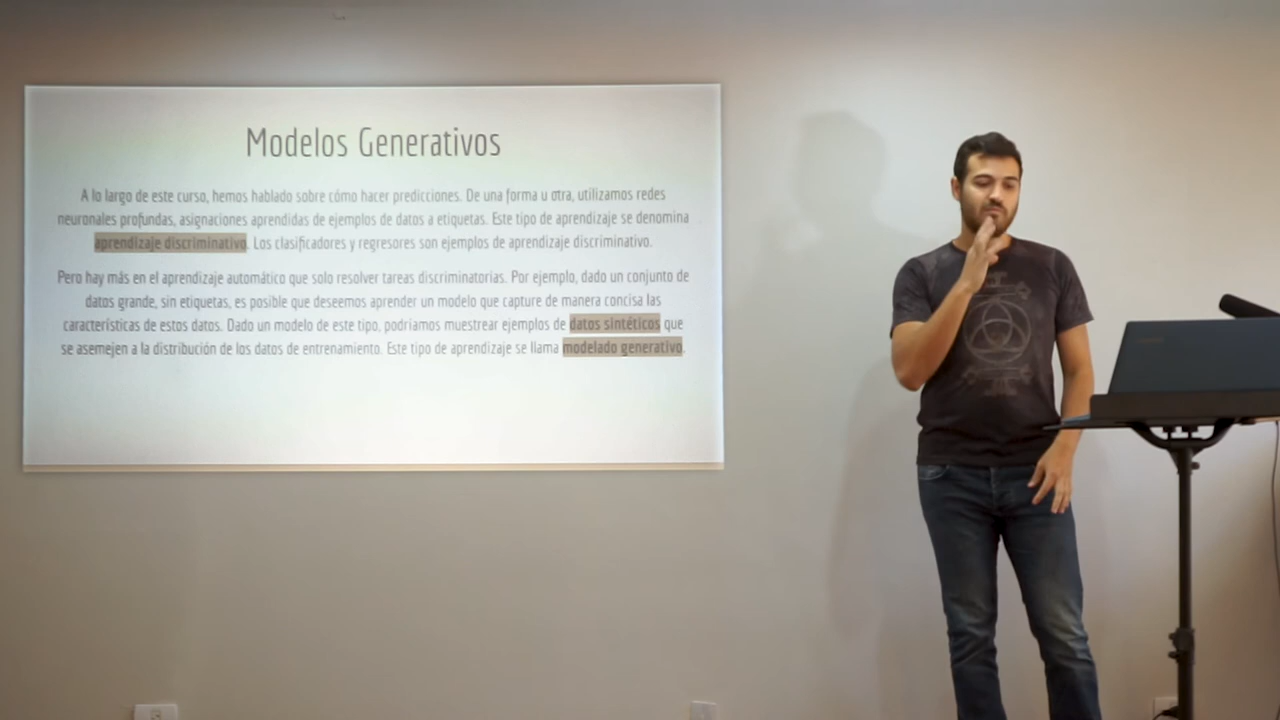 Modelos Generativos
A lo largo de este curso, hemos hablado sobre cómo hacer predicciones. De una forma u otra, utilizamos redes
neuronales profundas, asignaciones aprendidas de ejemplos de datos a etiquetas. Este tipo de aprendizaje se denomina
aprendizaje discriminativo. Los clasificadores y regresores son ejemplos de aprendizaje discriminativo.
Pero hay más en el aprendizaje automático que solo resolver tareas discriminatorias. Por ejemplo, dado un conjunto de
datos grande, sin etiquetas, es posible que deseemos aprender un modelo que capture de manera concisa las
características de estos datos. Dado un modelo de este tipo, podríamos muestrear ejemplos de datos sintéticos que
se asemejen a la distribución de los datos de entrenamiento. Este tipo de aprendizaje se llama modelado generativo.